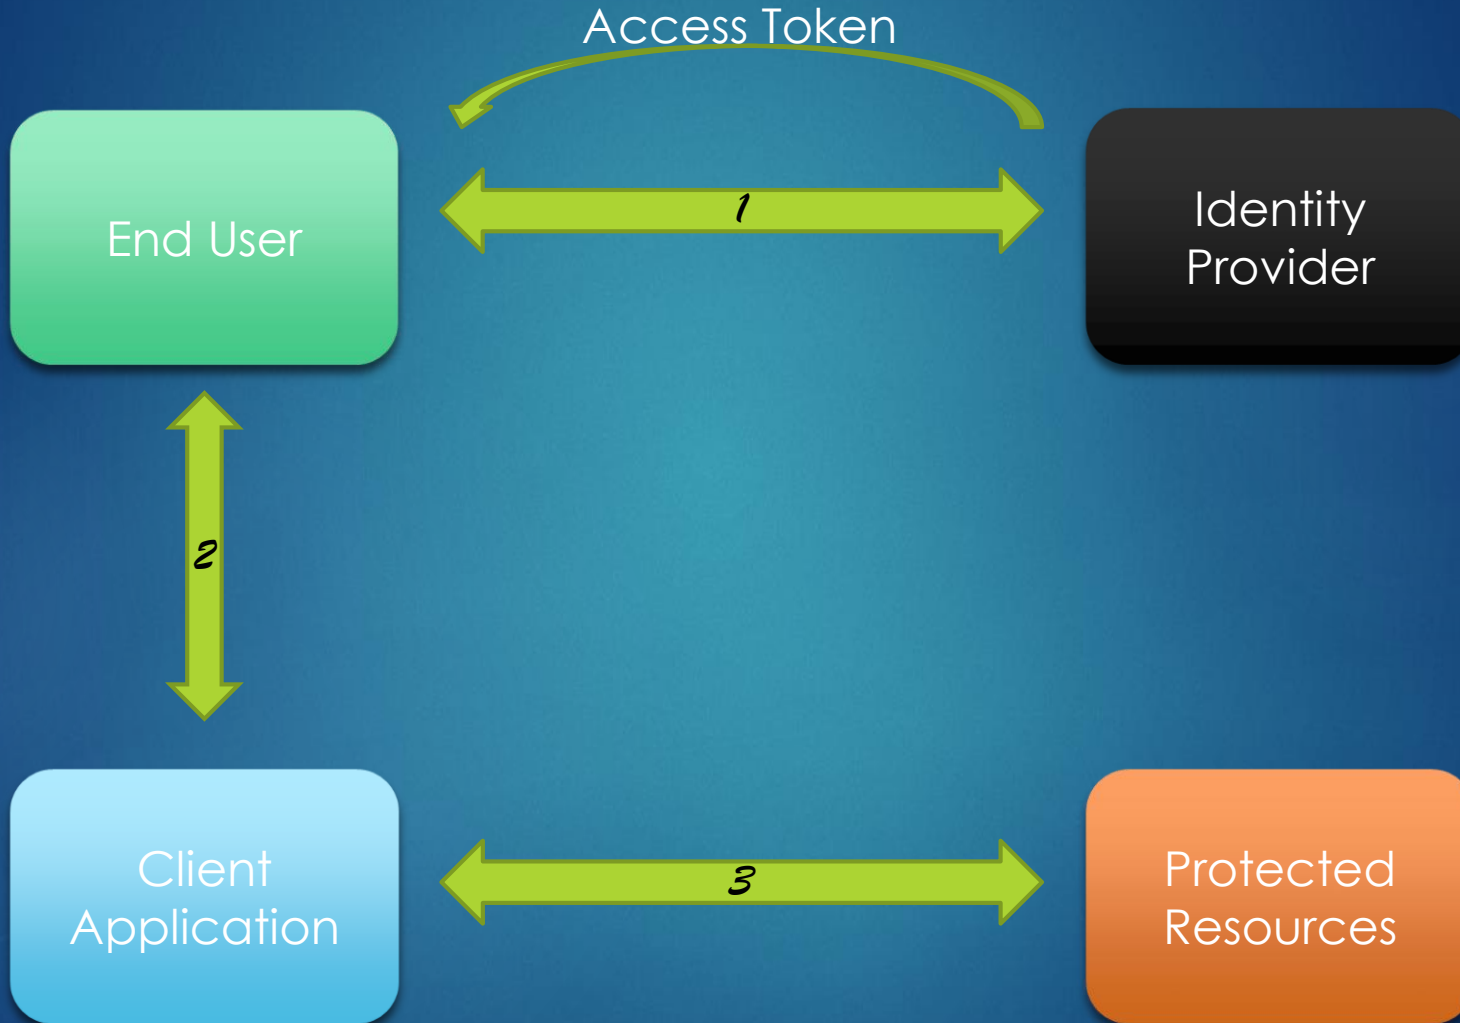 Access Token
End User
1
Identity
Provider
2
Client
Application
3
Protected
Resources